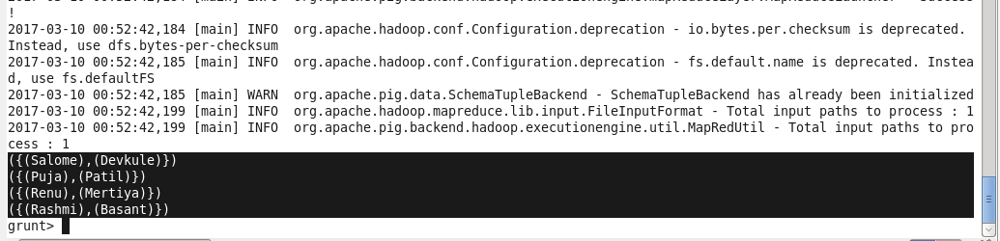 !
2017-03-10 00:52:42,184 [main] INFO  org.apache.hadoop.conf.Configuration.deprecation - io.bytes.per.checksum is deprecated.
Instead, use dfs.bytes-per-checksum
2017-03-10 00:52:42,185 [main] INFO  org.apache.hadoop.conf.Configuration.deprecation - fs.default.name is deprecated. Instea
d, use fs.defaultFS
2017-03-10 00:52:42,185 [main] WARN  org.apache.pig.data.SchemaTupleBackend - SchemaTupleBackend has already been initialized
2017-03-10 00:52:42,199 [main] INFO  org.apache.hadoop.mapreduce.lib.input.FileInputFormat - Total input paths to process : 1
2017-03-10 00:52:42,199 [main] INFO  org.apache.pig.backend.hadoop.executionengine.util.MapRedUtil - Total input paths to pro
cess : 1
({(Salome),(Devkule)})
({(Puja),(Patil)})
({(Renu),(Mertiya)})
({(Rashmi),(Basant)})
grunt>